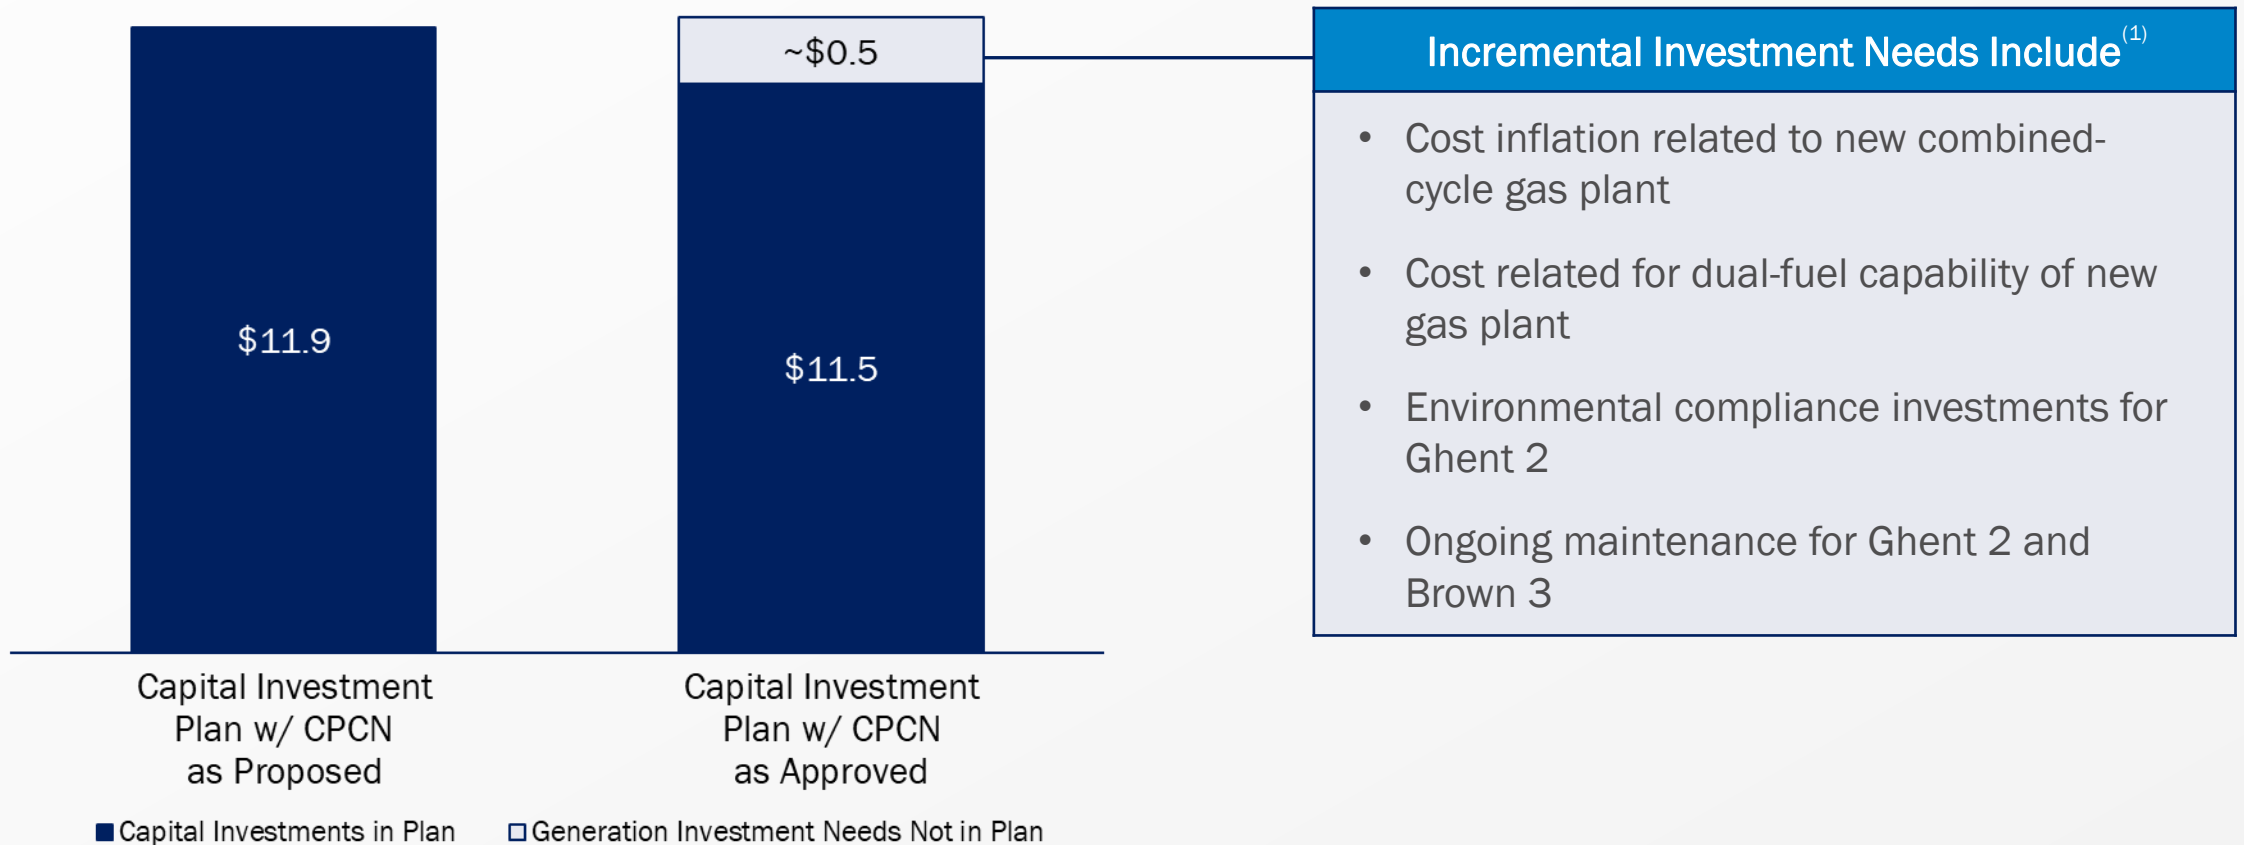 ~$0.5
$11.9
$11.5
Capital Investment
Plan w/ CPCN
as Proposed
Capital Investment
Plan w/ CPCN
as Approved
Capital Investments in Plan
Generation Investment Needs Not in Plan
Incremental Investment Needs Include(1)
• Cost inflation related to new combined-
cycle gas plant
• Cost related for dual-fuel capability of new
gas plant
• Environmental compliance investments for
Ghent 2
• Ongoing maintenance for Ghent 2 and
Brown 3